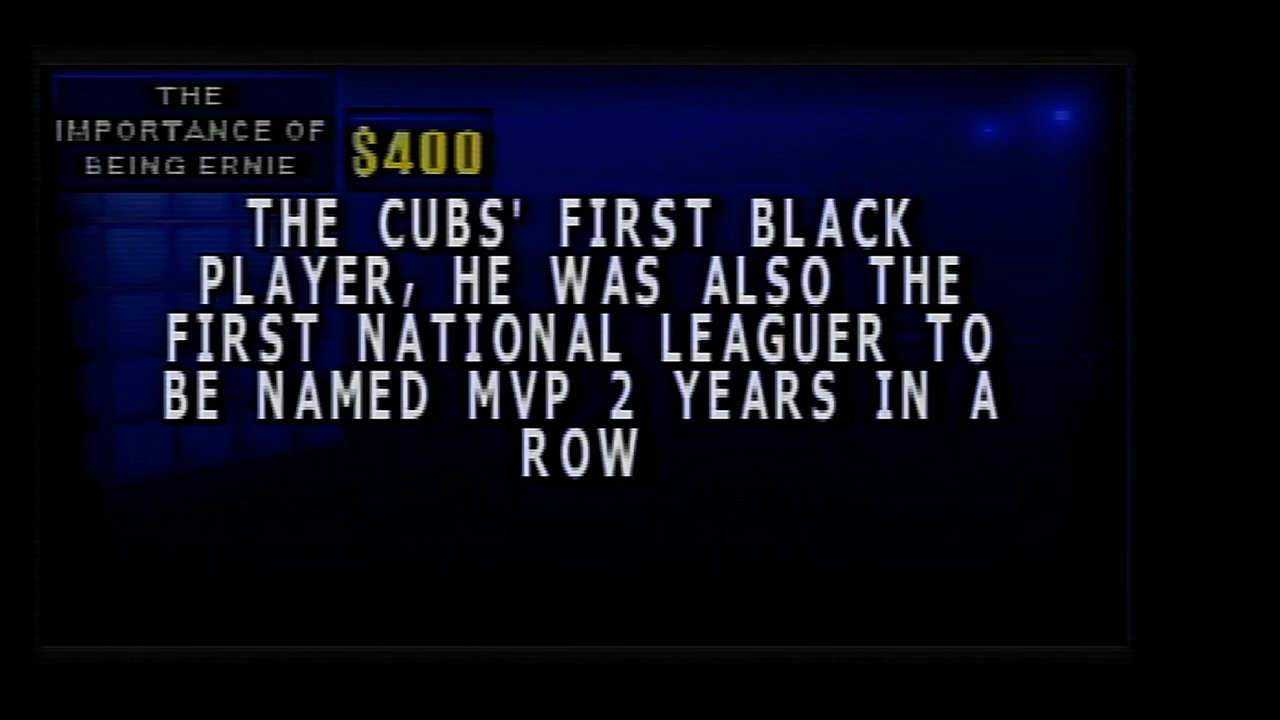 THE
IMPORTANCE OF
BEING ERNIE
$400
THE CUBS' FIRST BLACK
PLAYER, HE WAS ALSO THE
FIRST NATIONAL LEAGUER TO
BE NAMED MVP 2 YEARS IN A
ROW